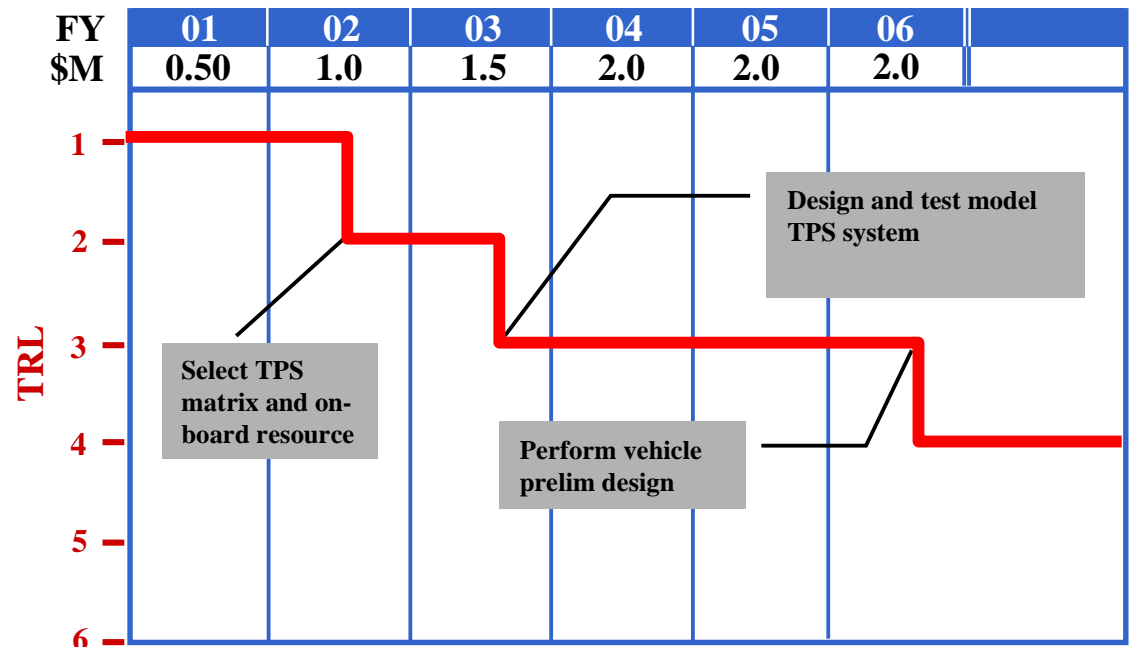 FY 01 02 03 04 05 06
$M 0.50 1.0 1.5 2.0 2.0 2.0
TRL
1
2
3
4
5
6
Design and test model
TPS system
Select TPS
matrix and on-
board resource
Perform vehicle
prelim design